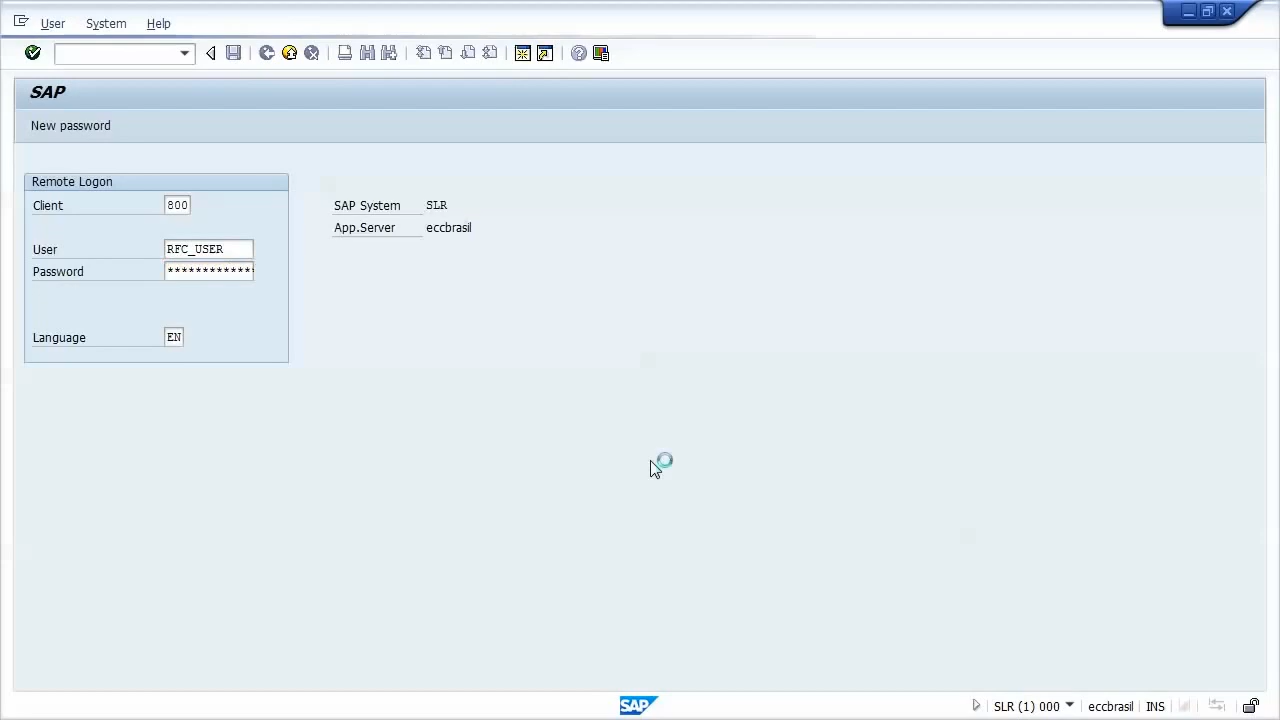 User System Help
SAP
New password
Remote Logon
Client 800
SAP System SLR
App.Server eccbrasil
User RFC_USER
Password *************
Language EN
SAP SLR (1) 000 eccbrasil INS